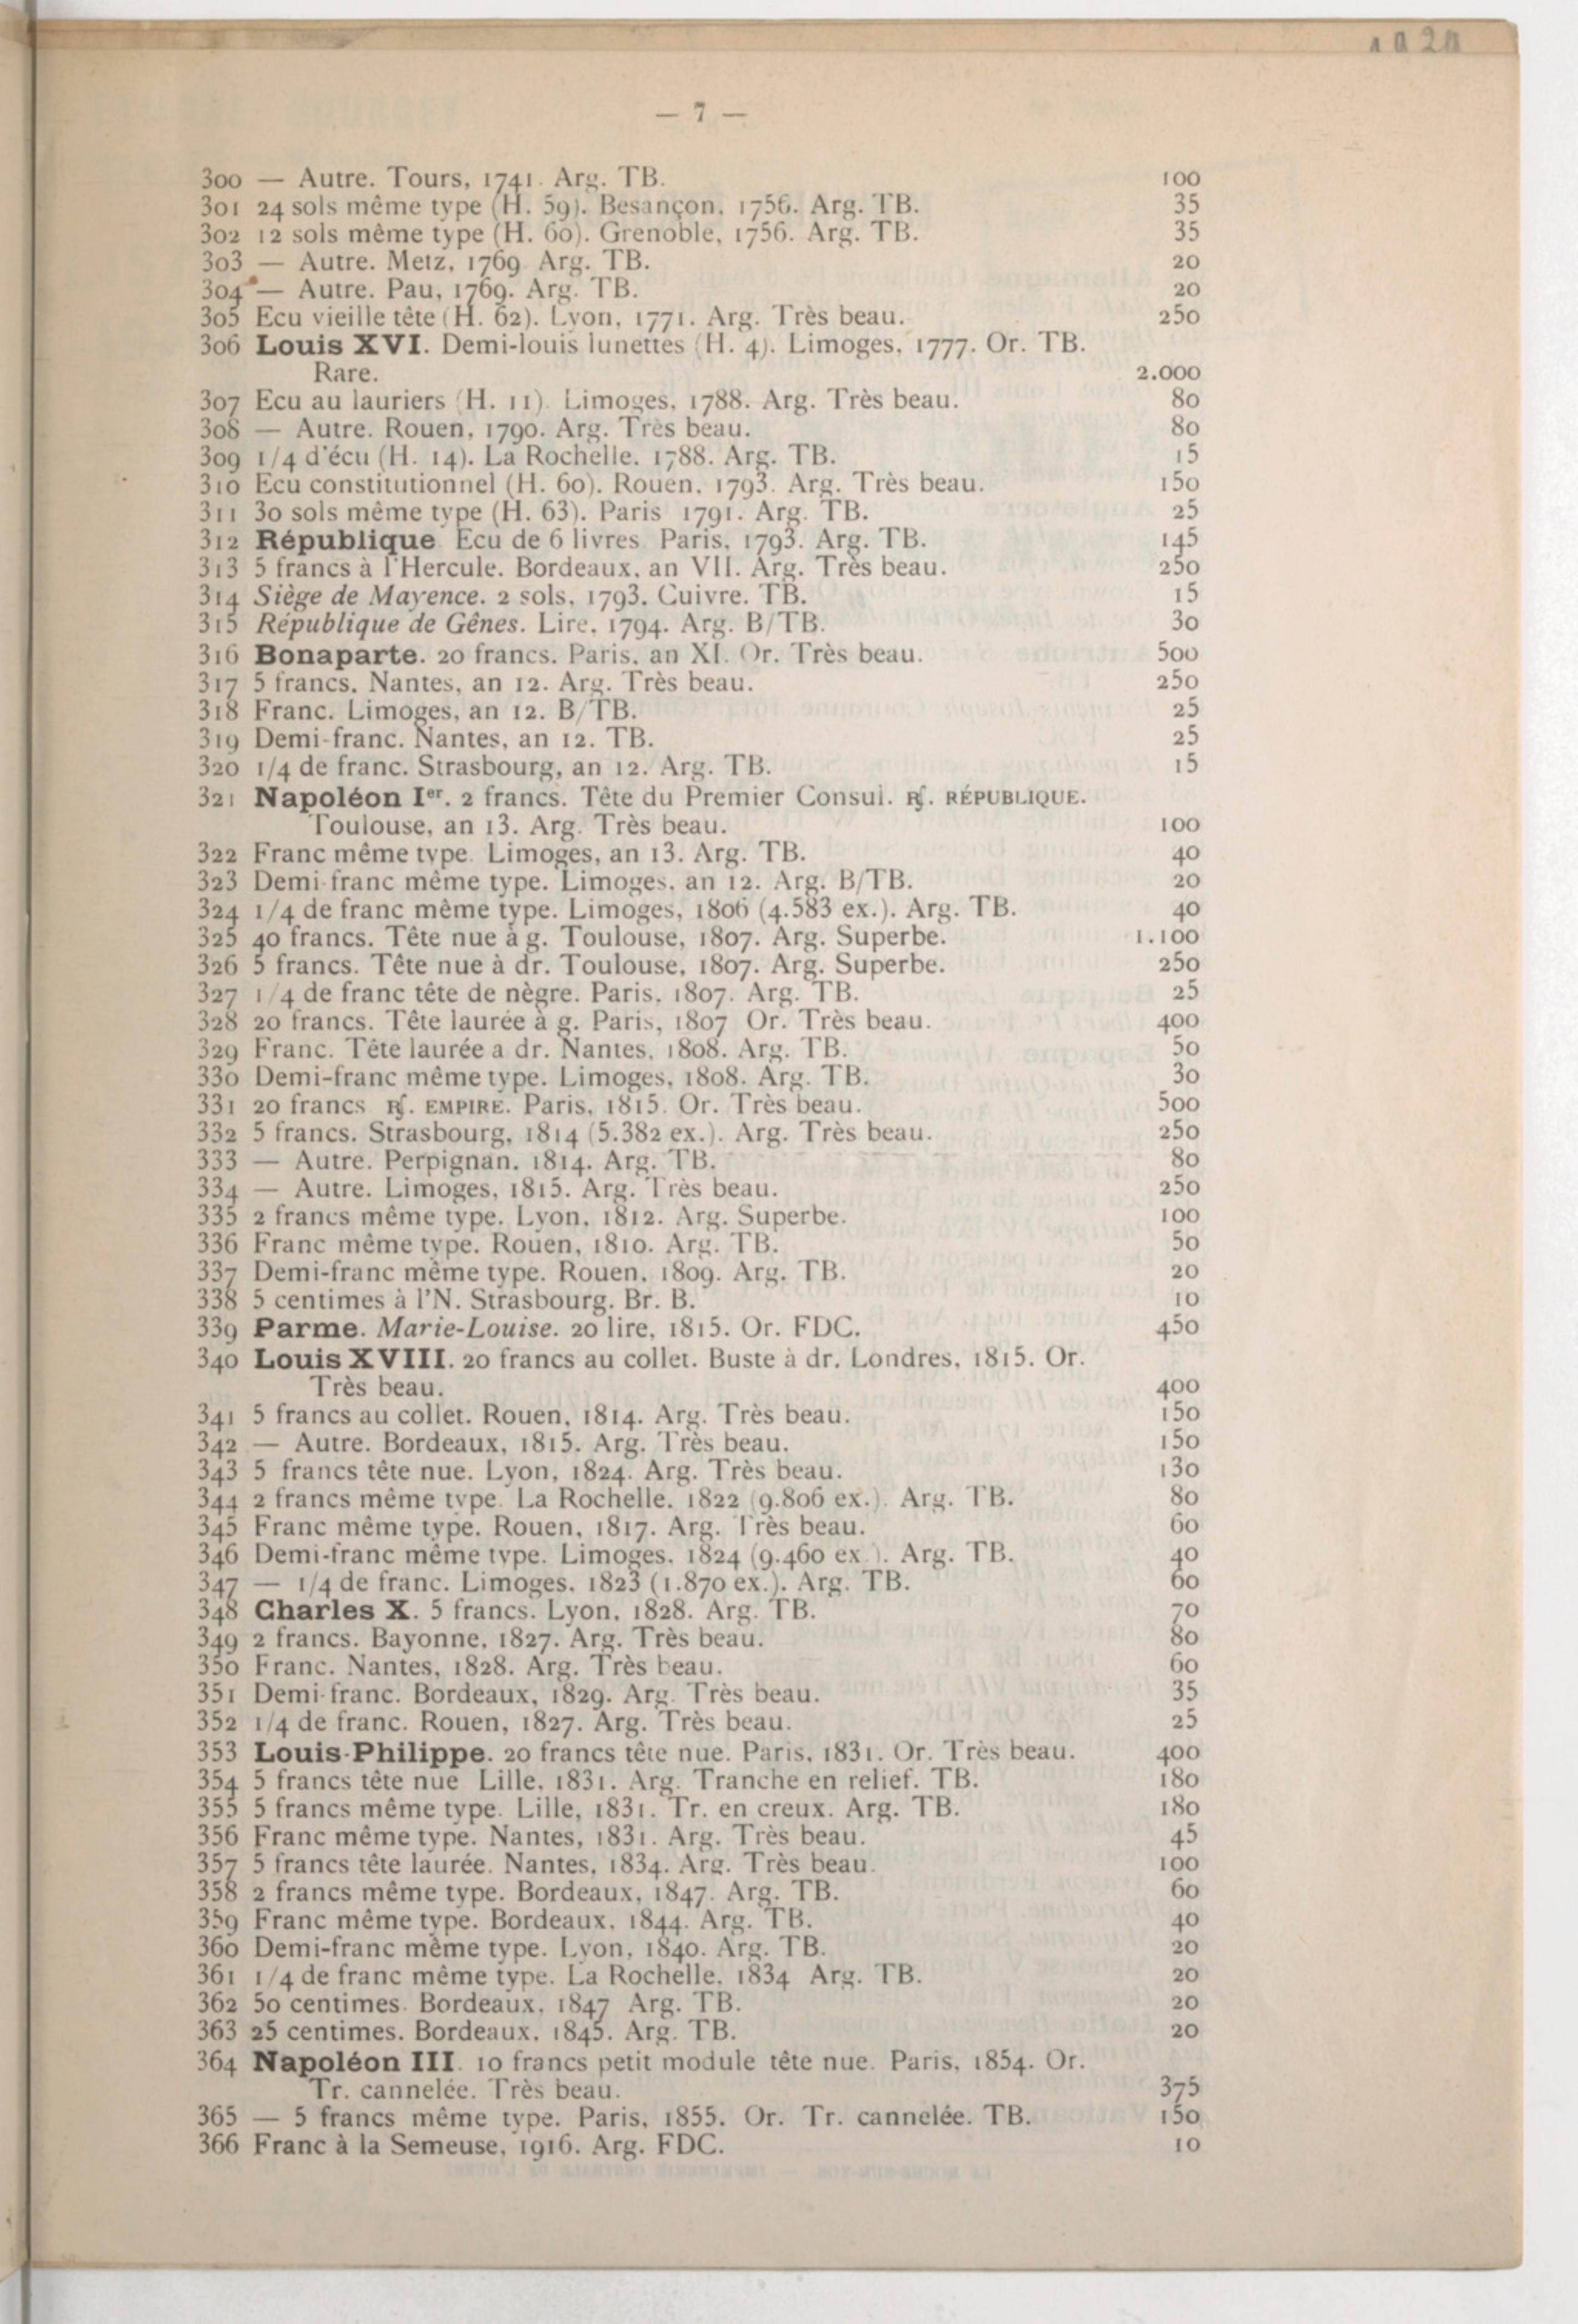 — 7 —
300 — Autre. Tours, 1741. Arg. TB. 100
301 24 sols même type (H. 59). Besançon, 1756. Arg. TB. 35
302 12 sols même type (H. 60). Grenoble, 1756. Arg. TB. 35
303 — Autre. Metz, 1769 Arg. TB. 20
304 — Autre. Pau, 1769. Arg. TB. 20
305 Ecu vieille tête (H. 62). Lyon, 1771. Arg. Très beau. 250
306 Louis XVI. Demi-louis lunettes (H. 4). Limoges, 1777. Or. TB.
Rare. 2.000
307 Ecu au lauriers (H. 11). Limoges, 1788. Arg. Très beau. 80
308 — Autre. Rouen, 1790. Arg. Très beau. 80
309 1/4 d'écu (H. 14). La Rochelle. 1788. Arg. TB. 15
310 Ecu constitutionnel (H. 60). Rouen, 1793. Arg. Très beau. 150
311 30 sols même type (H. 63). Paris 1791. Arg. TB. 25
312 République Ecu de 6 livres. Paris, 1793. Arg. TB. 145
313 5 francs à l'Hercule. Bordeaux, an VII. Arg. Très beau. 250
314 Siège de Mayence. 2 sols, 1793. Cuivre. TB. 15
315 République de Gênes. Lire, 1794. Arg. B/TB. 30
316 Bonaparte. 20 francs. Paris, an XI. Or. Très beau. 500
317 5 francs. Nantes, an 12. Arg. Très beau. 250
318 Franc. Limoges, an 12. B/TB. 25
319 Demi-franc. Nantes, an 12. TB. 25
320 1/4 de franc. Strasbourg, an 12. Arg. TB. 15
321 Napoléon Ier. 2 francs. Tête du Premier Consul. ℟. RÉPUBLIQUE.
Toulouse, an 13. Arg. Très beau. 100
322 Franc même type. Limoges, an 13. Arg. TB. 40
323 Demi-franc même type. Limoges, an 12. Arg. B/TB. 20
324 1/4 de franc même type. Limoges, 1806 (4.583 ex.). Arg. TB. 40
325 40 francs. Tête nue à g. Toulouse, 1807. Arg. Superbe. 1.100
326 5 francs. Tête nue à dr. Toulouse, 1807. Arg. Superbe. 250
327 1/4 de franc tête de nègre. Paris, 1807. Arg. TB. 25
328 20 francs. Tête laurée à g. Paris, 1807 Or. Très beau. 400
329 Franc. Tête laurée a dr. Nantes, 1808. Arg. TB. 50
330 Demi-franc même type. Limoges, 1808. Arg. TB. 30
331 20 francs ℟. EMPIRE. Paris, 1815. Or. Très beau. 500
332 5 francs. Strasbourg, 1814 (5.382 ex.). Arg. Très beau. 250
333 — Autre. Perpignan. 1814. Arg. TB. 80
334 — Autre. Limoges, 1815. Arg. Très beau. 250
335 2 francs même type. Lyon, 1812. Arg. Superbe. 100
336 Franc même type. Rouen, 1810. Arg. TB. 50
337 Demi-franc même type. Rouen, 1809. Arg. TB. 20
338 5 centimes à l'N. Strasbourg. Br. B. 10
339 Parme. Marie-Louise. 20 lire, 1815. Or. FDC. 450
340 Louis XVIII. 20 francs au collet. Buste à dr. Londres, 1815. Or.
Très beau. 400
341 5 francs au collet. Rouen, 1814. Arg. Très beau. 150
342 — Autre. Bordeaux, 1815. Arg. Très beau. 150
343 5 francs tête nue. Lyon, 1824. Arg. Très beau. 130
344 2 francs même type. La Rochelle. 1822 (9.806 ex.). Arg. TB. 80
345 Franc même type. Rouen, 1817. Arg. Très beau. 60
346 Demi-franc même type. Limoges, 1824 (9.460 ex.). Arg. TB. 40
347 — 1/4 de franc. Limoges, 1823 (1.870 ex.). Arg. TB. 60
348 Charles X. 5 francs. Lyon, 1828. Arg. TB. 70
349 2 francs. Bayonne, 1827. Arg. Très beau. 80
350 Franc. Nantes, 1828. Arg. Très beau. 60
351 Demi-franc. Bordeaux, 1829. Arg. Très beau. 35
352 1/4 de franc. Rouen, 1827. Arg. Très beau. 25
353 Louis-Philippe. 20 francs tête nue. Paris, 1831. Or. Très beau. 400
354 5 francs tête nue Lille, 1831. Arg. Tranche en relief. TB. 180
355 5 francs même type. Lille, 1831. Tr. en creux. Arg. TB. 180
356 Franc même type. Nantes, 1831. Arg. Très beau. 45
357 5 francs tête laurée. Nantes, 1834. Arg. Très beau. 100
358 2 francs même type. Bordeaux, 1847. Arg. TB. 60
359 Franc même type. Bordeaux, 1844. Arg. TB. 40
360 Demi-franc même type. Lyon, 1840. Arg. TB. 20
361 1/4 de franc même type. La Rochelle. 1834 Arg. TB. 20
362 50 centimes. Bordeaux, 1847 Arg. TB. 20
363 25 centimes. Bordeaux, 1845. Arg. TB. 20
364 Napoléon III. 10 francs petit module tête nue. Paris, 1854. Or.
Tr. cannelée. Très beau. 375
365 — 5 francs même type. Paris, 1855. Or. Tr. cannelée. TB. 150
366 Franc à la Semeuse, 1916. Arg. FDC. 10